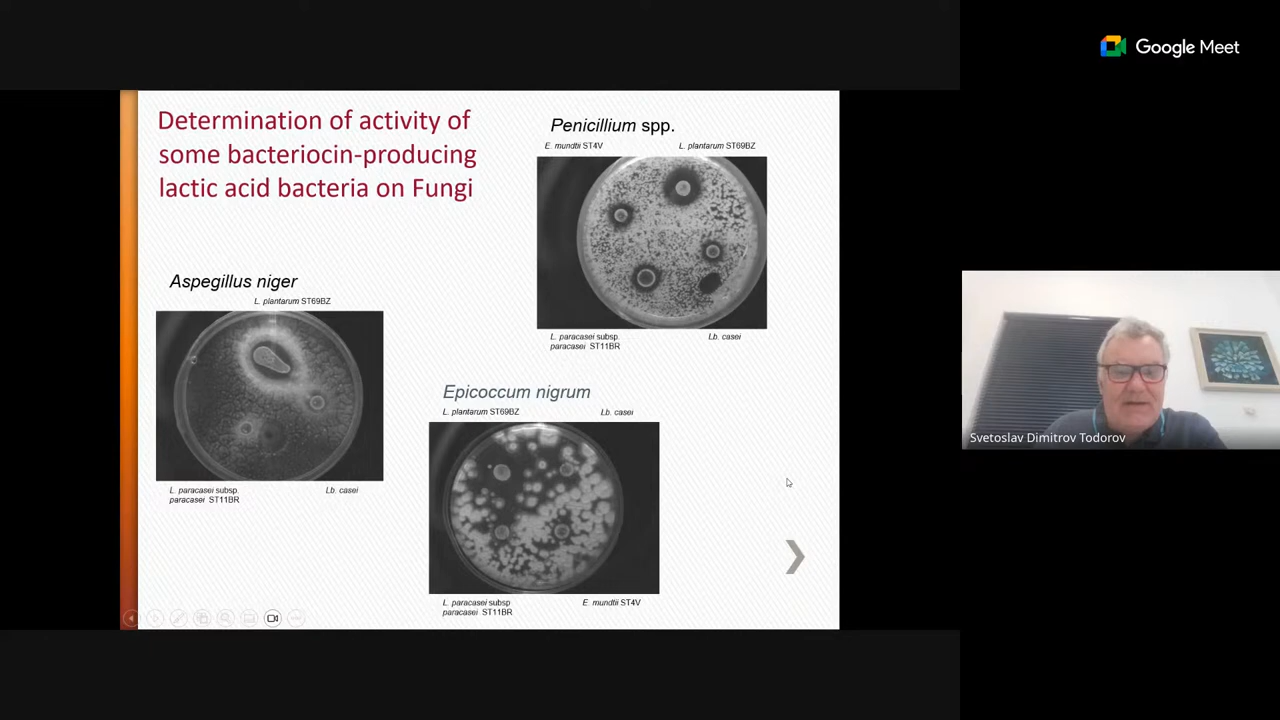 Google Meet
Determination of activity of
some bacteriocin-producing
lactic acid bacteria on Fungi
Penicillium spp.
E. mundtii ST4V
L. plantarum ST69BZ
L. paracasei subsp.
paracasei ST11BR
Lb. casei
Aspegillus niger
L. plantarum ST69BZ
L. paracasei subsp.
paracasei ST11BR
Lb. casei
Epicoccum nigrum
L. plantarum ST69BZ
Lb. casei
L. paracasei subsp
paracasei ST11BR
E. mundtii ST4V
Svetoslav Dimitrov Todorov